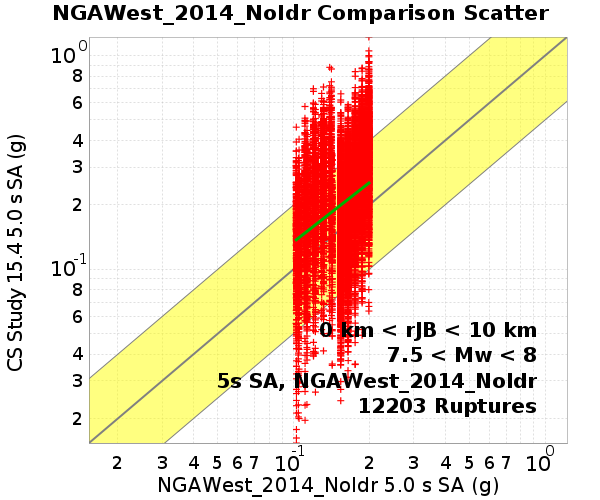 NGAWest_2014_NoIdr Comparison Scatter
CS Study 15.4 5.0 s SA (g)
10^0
8
6
4
3
2
10^-1
8
6
4
3
2
0 km < rJB < 10 km
7.5 < Mw < 8
5s SA, NGAWest_2014_NoIdr
12203 Ruptures
2 3 4 5 6 7 10^-1 2 3 4 5 6 7 10^0
NGAWest_2014_NoIdr 5.0 s SA (g)